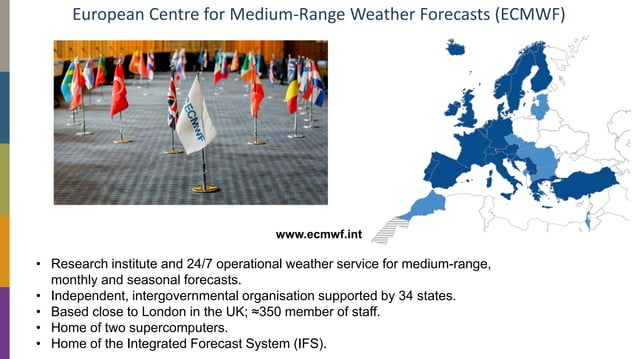 European Centre for Medium-Range Weather Forecasts (ECMWF)
ECMWF
www.ecmwf.int
• Research institute and 24/7 operational weather service for medium-range,
monthly and seasonal forecasts.
• Independent, intergovernmental organisation supported by 34 states.
• Based close to London in the UK; ≈350 member of staff.
• Home of two supercomputers.
• Home of the Integrated Forecast System (IFS).